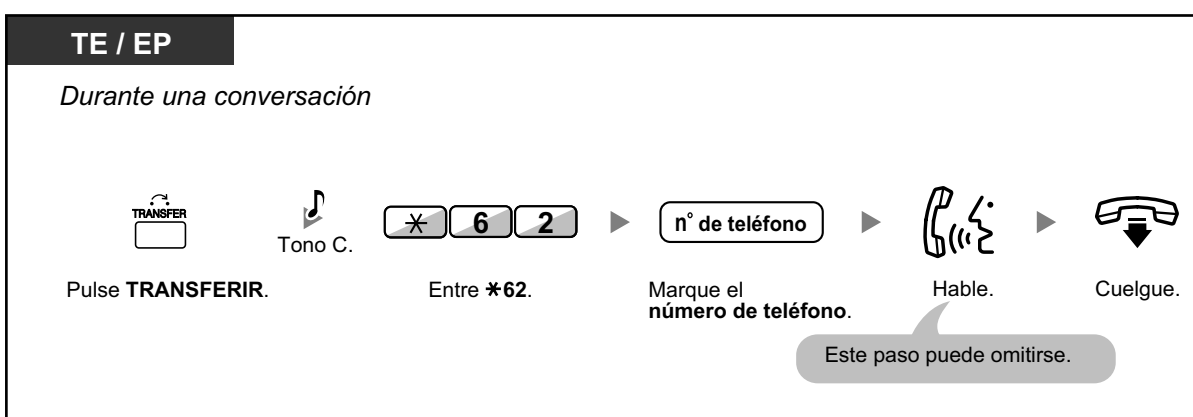 TE / EP
Durante una conversación
TRANSFER
Tono C.
* 6 2
n° de teléfono
Pulse TRANSFERIR.
Entre *62.
Marque el
número de teléfono.
Hable.
Cuelgue.
Este paso puede omitirse.